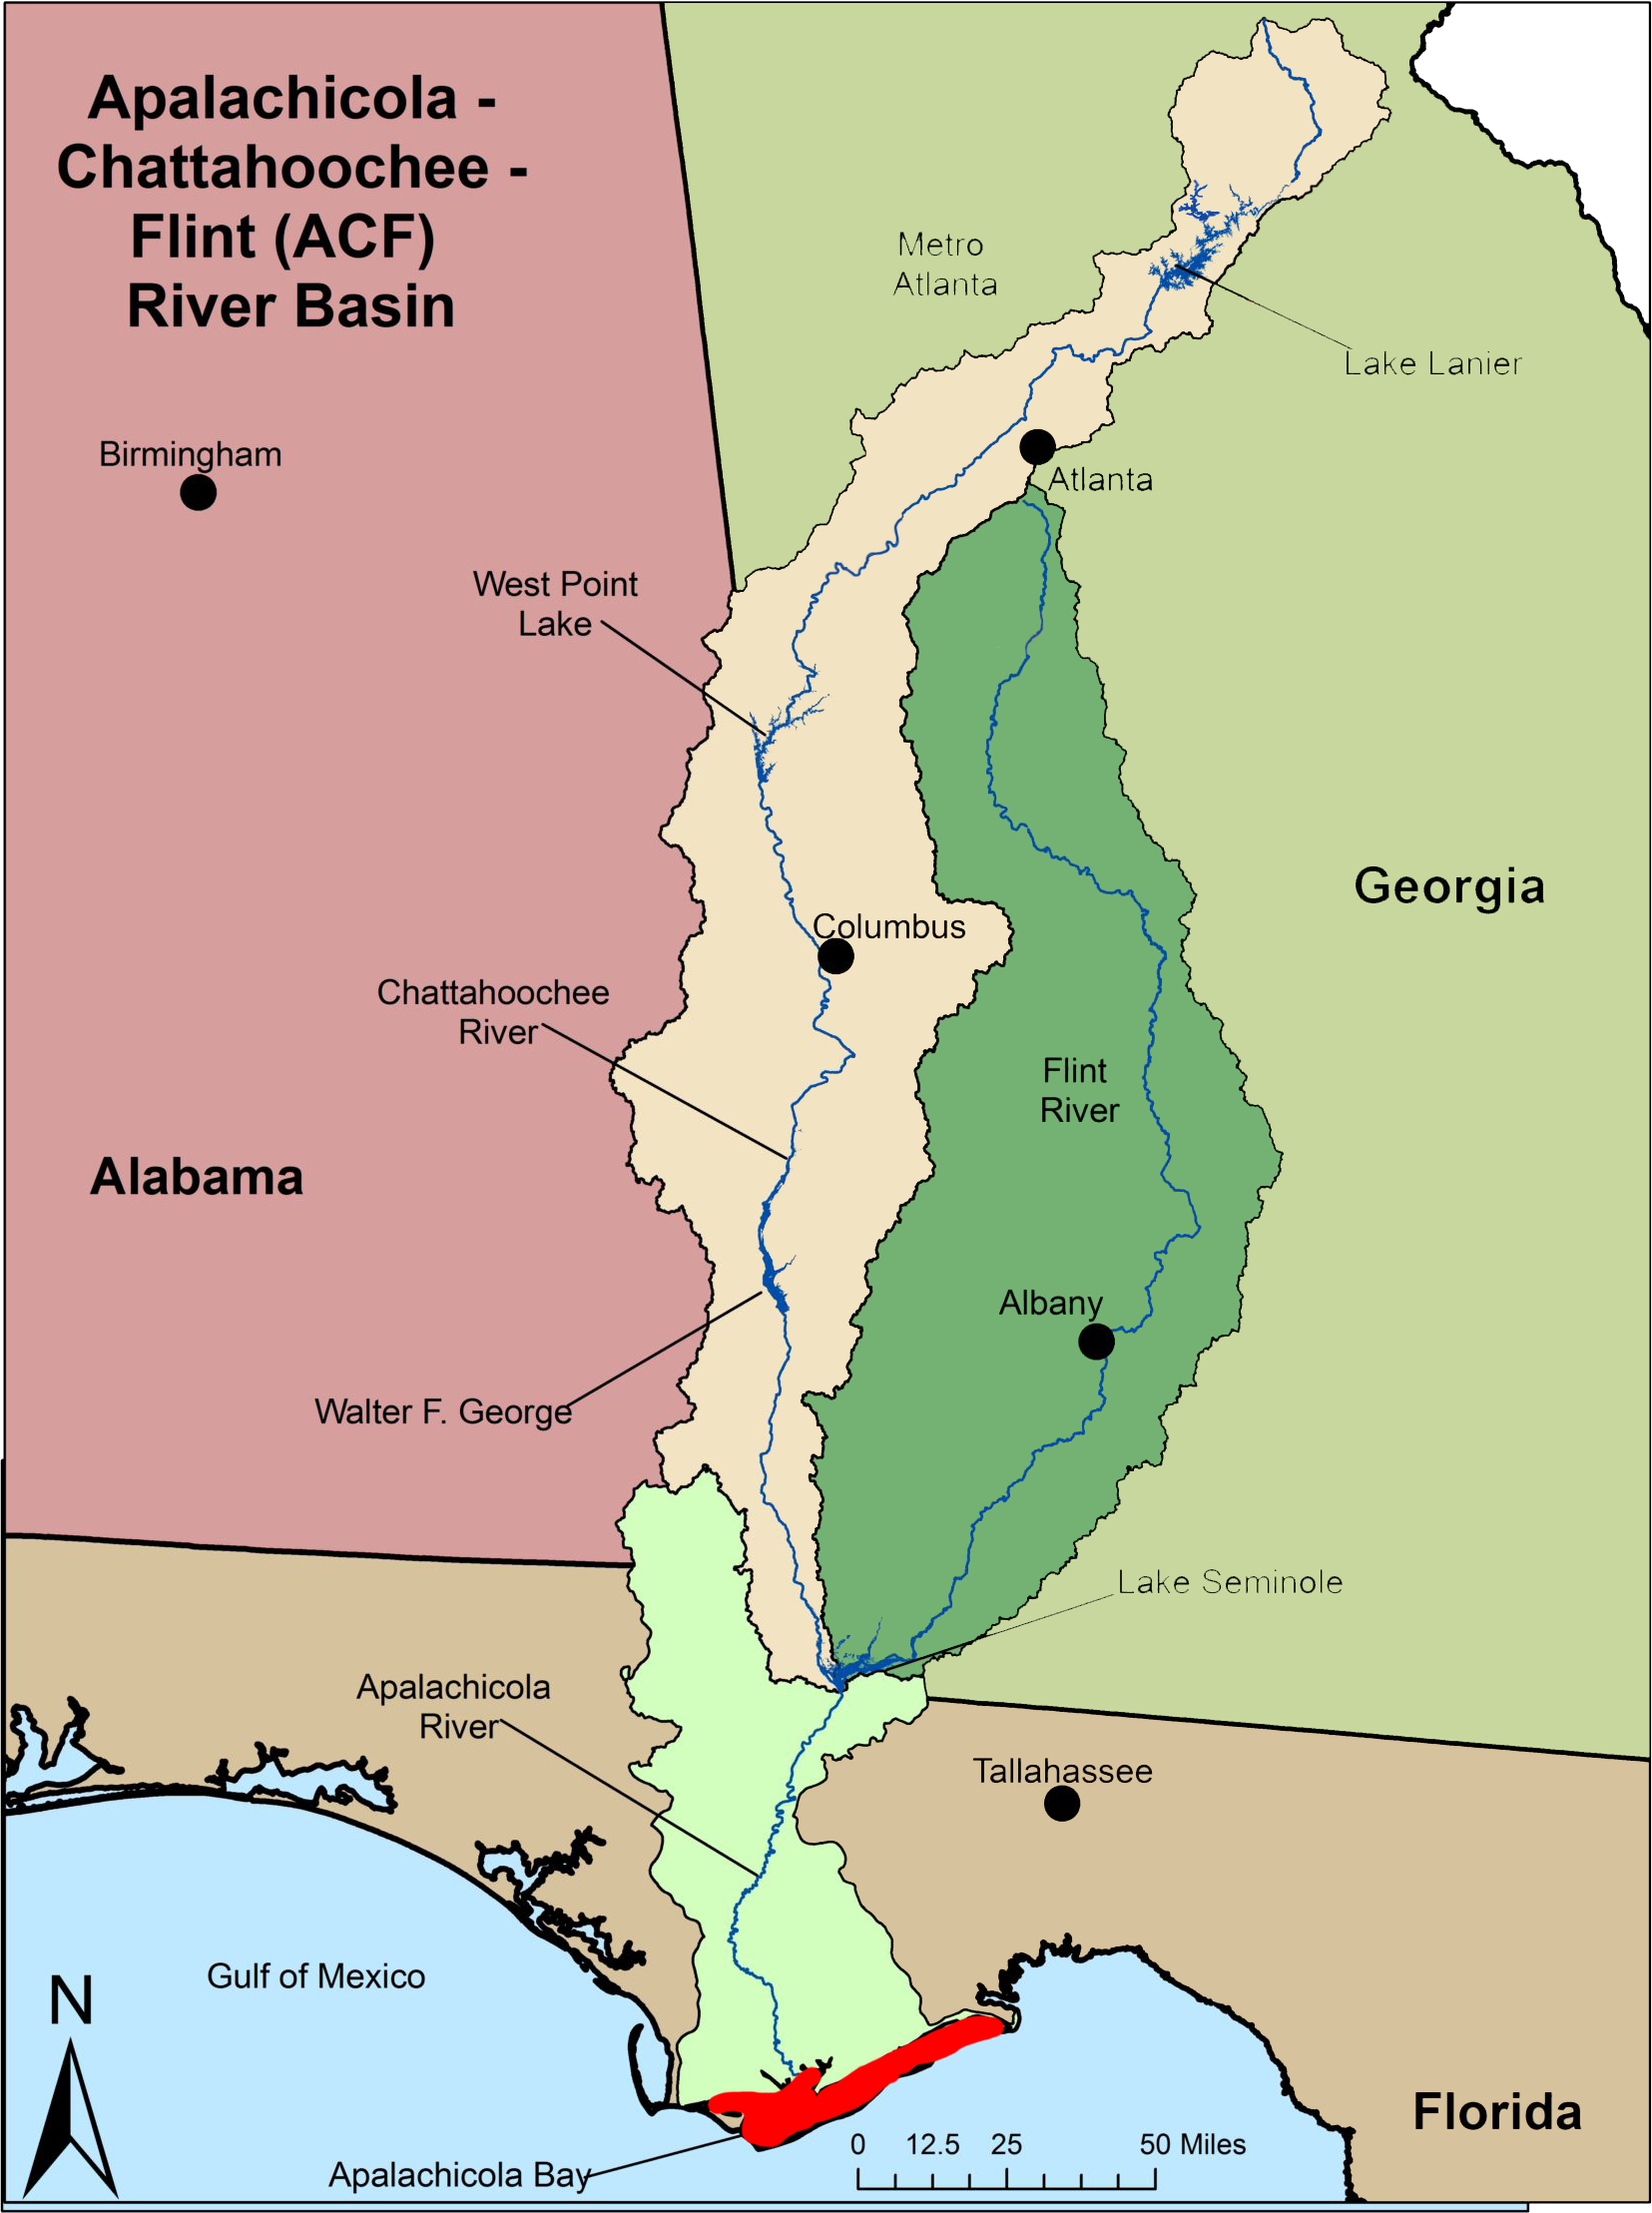 Apalachicola -
Chattahoochee -
Flint (ACF)
River Basin
Metro
Atlanta
Lake Lanier
Birmingham
Atlanta
West Point
Lake
Georgia
Columbus
Chattahoochee
River
Flint
River
Alabama
Albany
Walter F. George
Lake Seminole
Apalachicola
River
Tallahassee
Gulf of Mexico
N
Florida
0 12.5 25 50 Miles
Apalachicola Bay